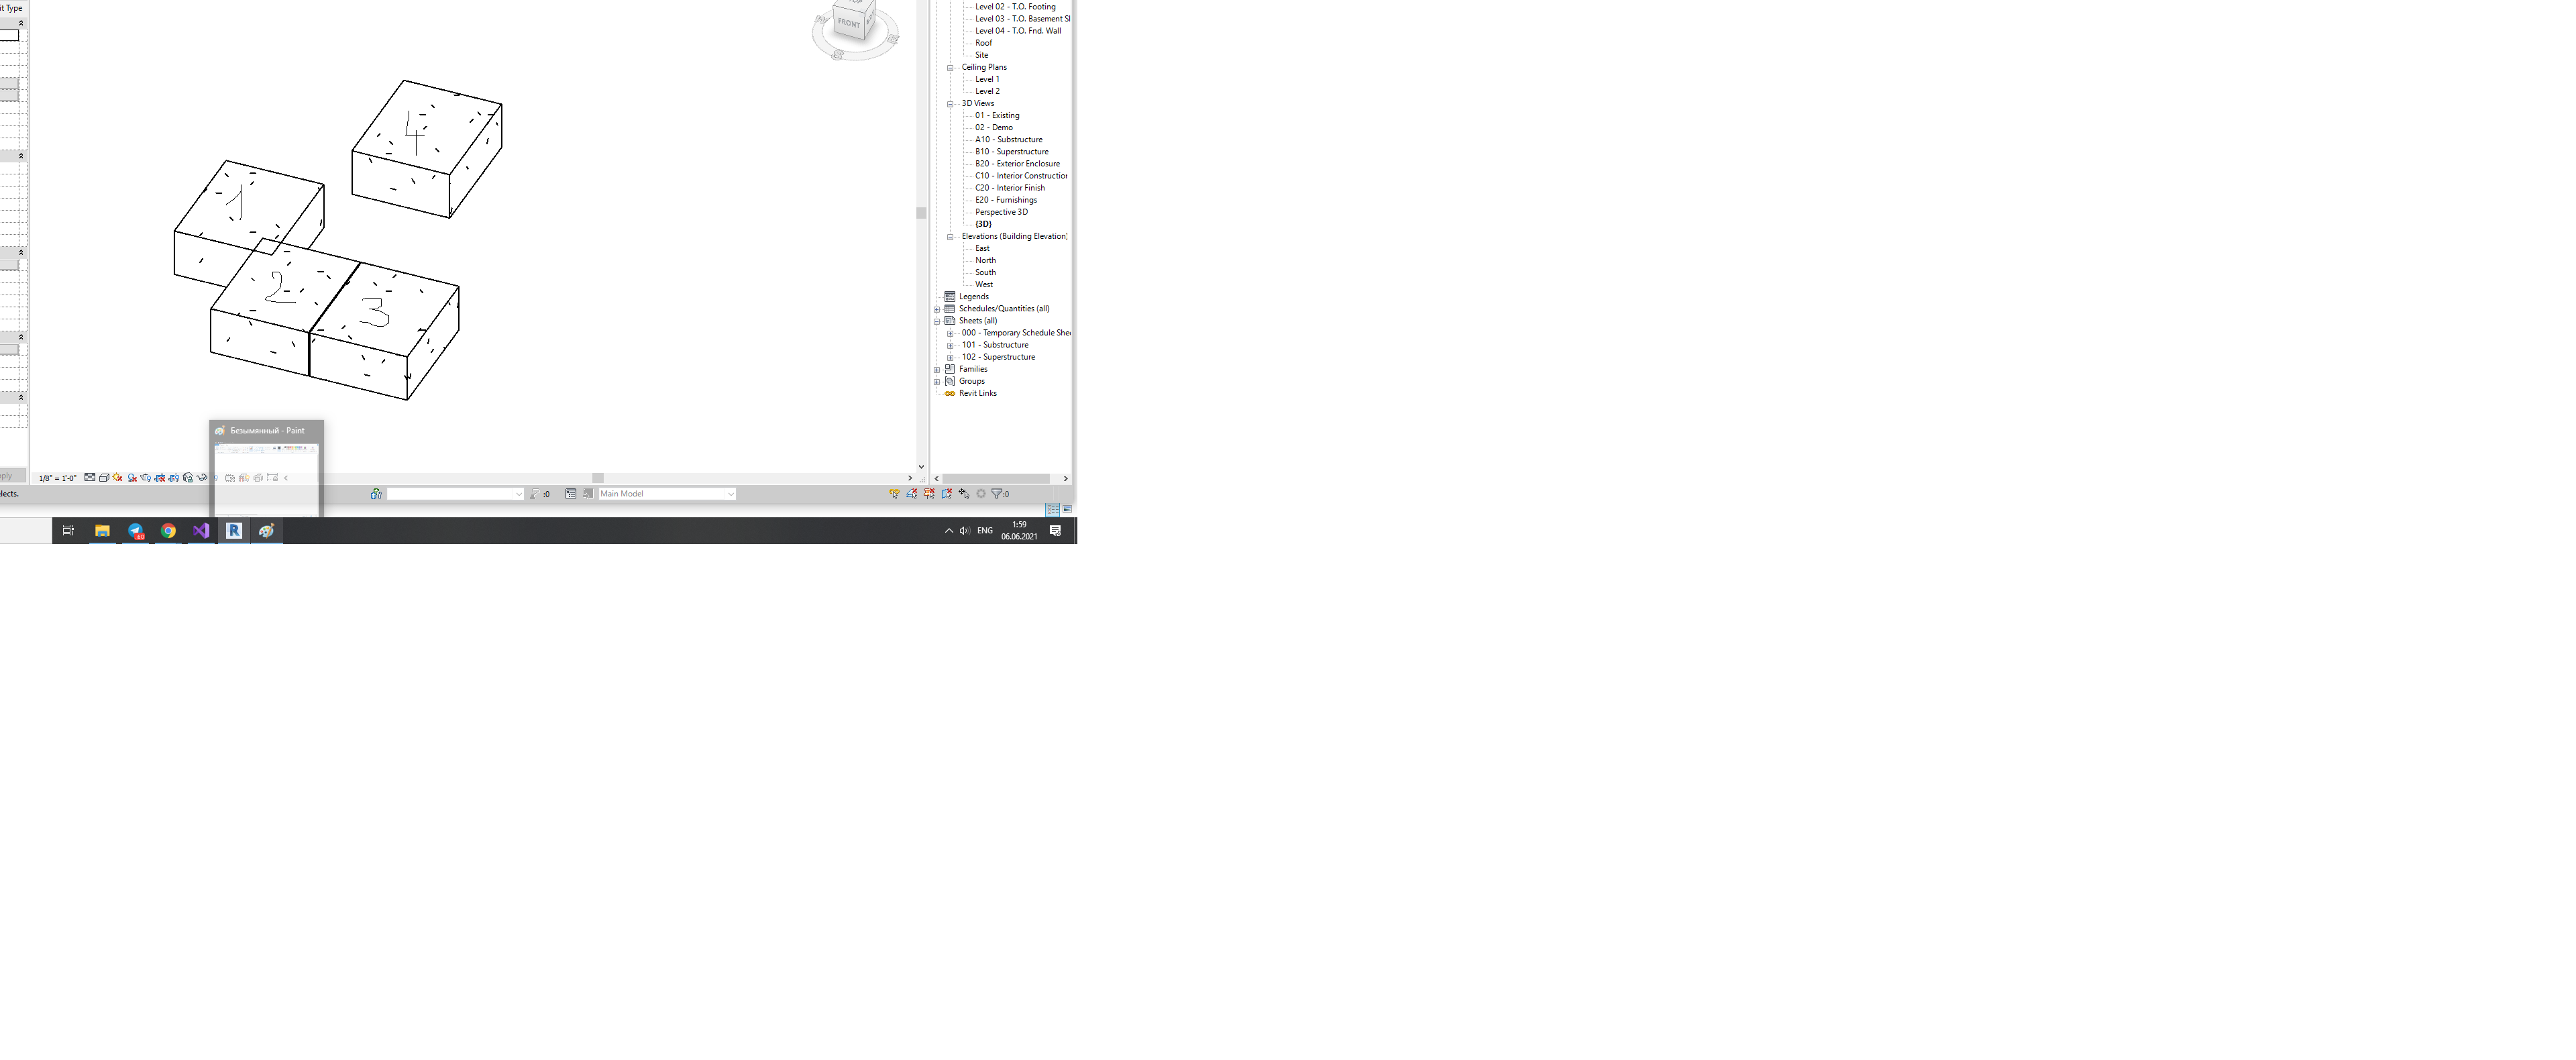 it Type
FRONT
Level 02 - T.O. Footing
Level 03 - T.O. Basement Sl
Level 04 - T.O. Fnd. Wall
Roof
Site
Ceiling Plans
Level 1
Level 2
3D Views
01 - Existing
02 - Demo
A10 - Substructure
B10 - Superstructure
B20 - Exterior Enclosure
C10 - Interior Construction
C20 - Interior Finish
E20 - Furnishings
Perspective 3D
{3D}
Elevations (Building Elevation)
East
North
South
West
Legends
Schedules/Quantities (all)
Sheets (all)
000 - Temporary Schedule She
101 - Substructure
102 - Superstructure
Families
Groups
Revit Links
4
1
2
3
Безымянный - Paint
pply
1/8" = 1'-0"
lects.
:0
Main Model
:0
ENG
1:59
06.06.2021